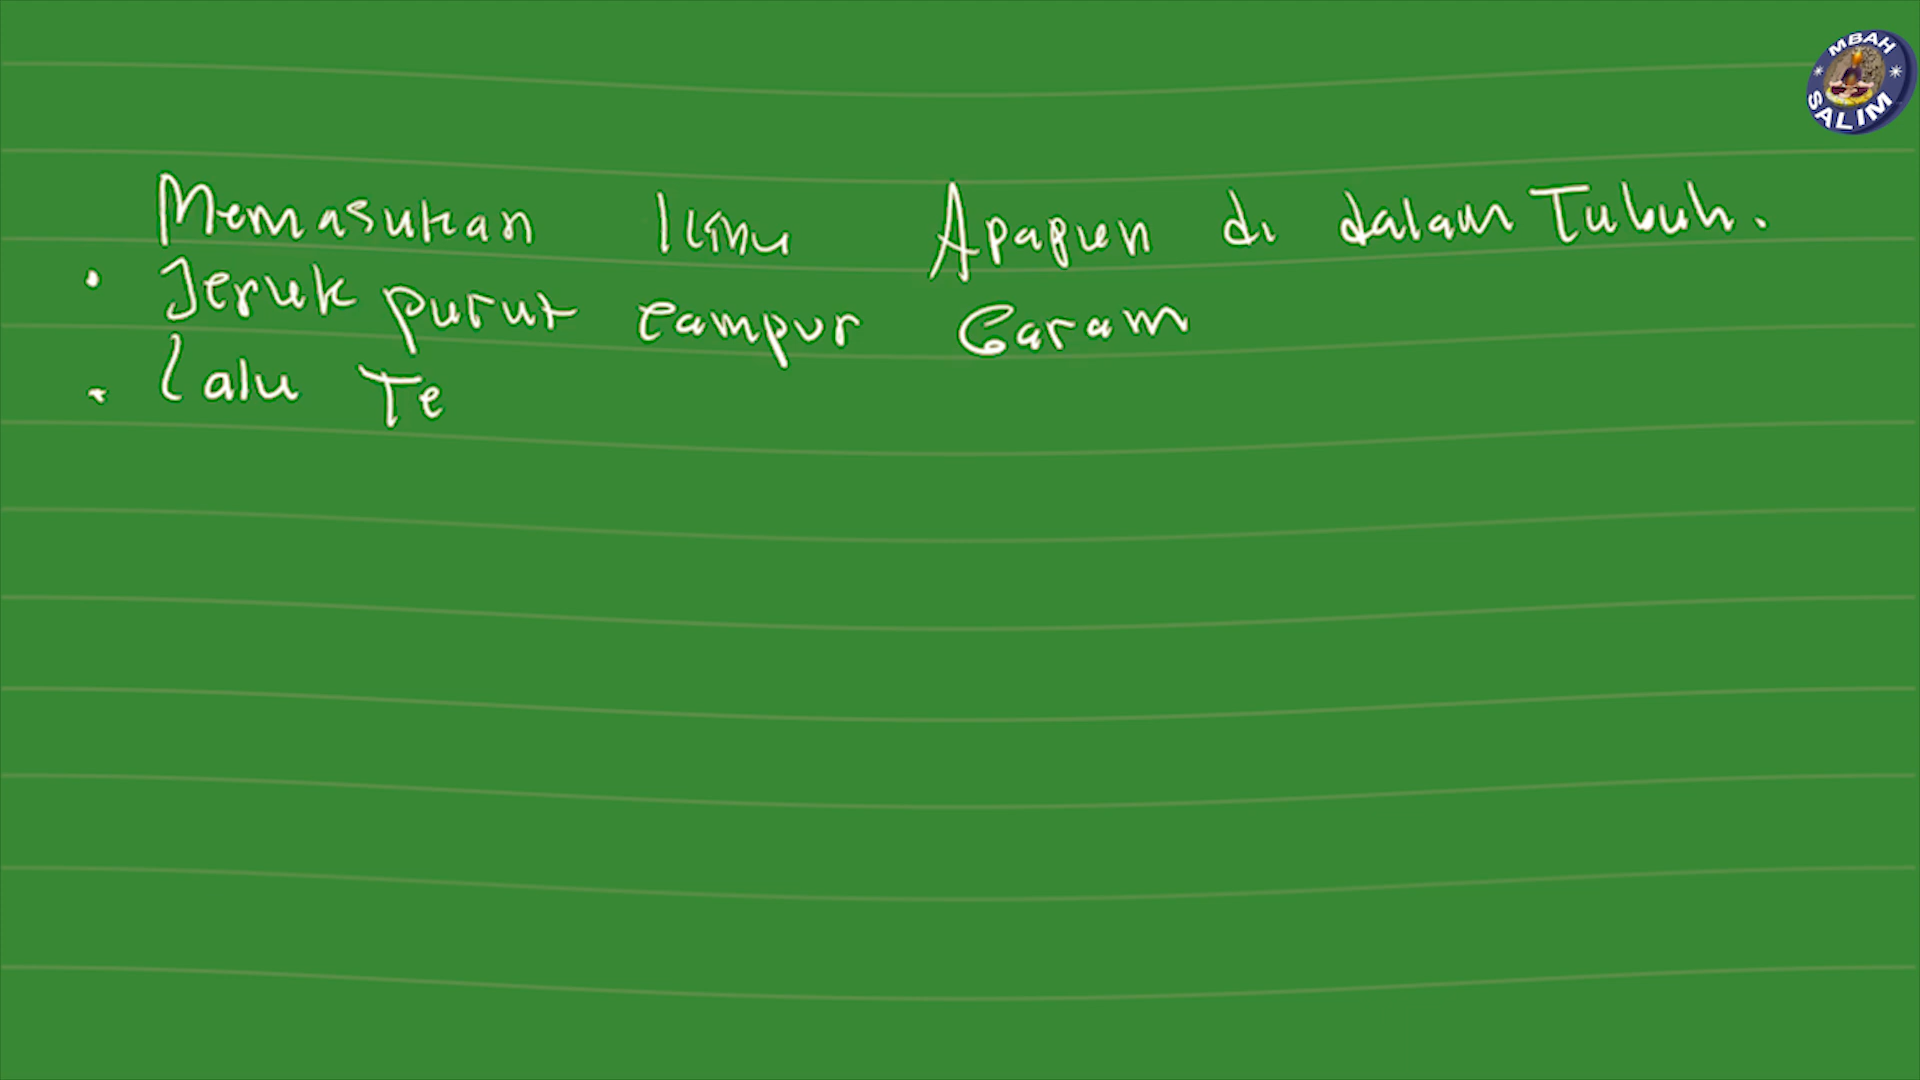 MBAH SALIM
Memasukan Ilmu Apapun di dalam Tubuh.
• Jeruk purut campur Garam
• Lalu Te